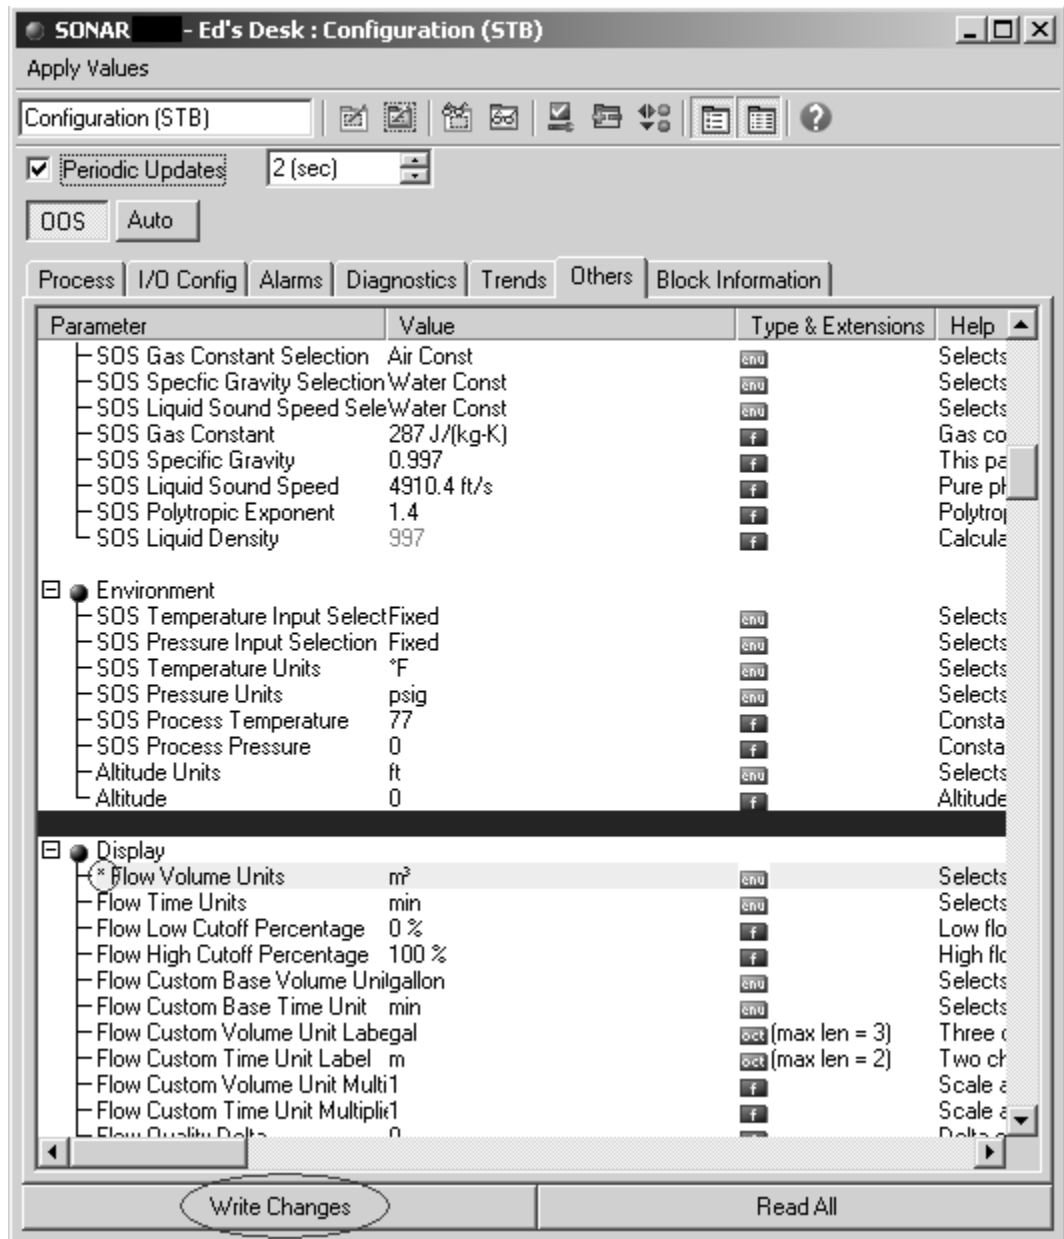 SONAR - Ed's Desk : Configuration (STB)
Apply Values
Configuration (STB)
Periodic Updates 2 (sec)
OOS Auto
Process I/O Config Alarms Diagnostics Trends Others Block Information
Parameter Value Type & Extensions Help
SOS Gas Constant Selection Air Const enu Selects
SOS Specfic Gravity Selection Water Const enu Selects
SOS Liquid Sound Speed Sele Water Const enu Selects
SOS Gas Constant 287 J/(kg-K) f Gas co
SOS Specific Gravity 0.997 f This pa
SOS Liquid Sound Speed 4910.4 ft/s f Pure ph
SOS Polytropic Exponent 1.4 f Polytrop
SOS Liquid Density 997 f Calcula
Environment
SOS Temperature Input Select Fixed enu Selects
SOS Pressure Input Selection Fixed enu Selects
SOS Temperature Units °F enu Selects
SOS Pressure Units psig enu Selects
SOS Process Temperature 77 f Consta
SOS Process Pressure 0 f Consta
Altitude Units ft enu Selects
Altitude 0 f Altitude
Display
* Flow Volume Units m³ enu Selects
Flow Time Units min enu Selects
Flow Low Cutoff Percentage 0 % f Low flo
Flow High Cutoff Percentage 100 % f High flo
Flow Custom Base Volume Unit gallon enu Selects
Flow Custom Base Time Unit min enu Selects
Flow Custom Volume Unit Labe gal oct (max len = 3) Three c
Flow Custom Time Unit Label m oct (max len = 2) Two ch
Flow Custom Volume Unit Multi 1 f Scale a
Flow Custom Time Unit Multiplie 1 f Scale a
Flow Quality Delta 0 Delta
Write Changes Read All